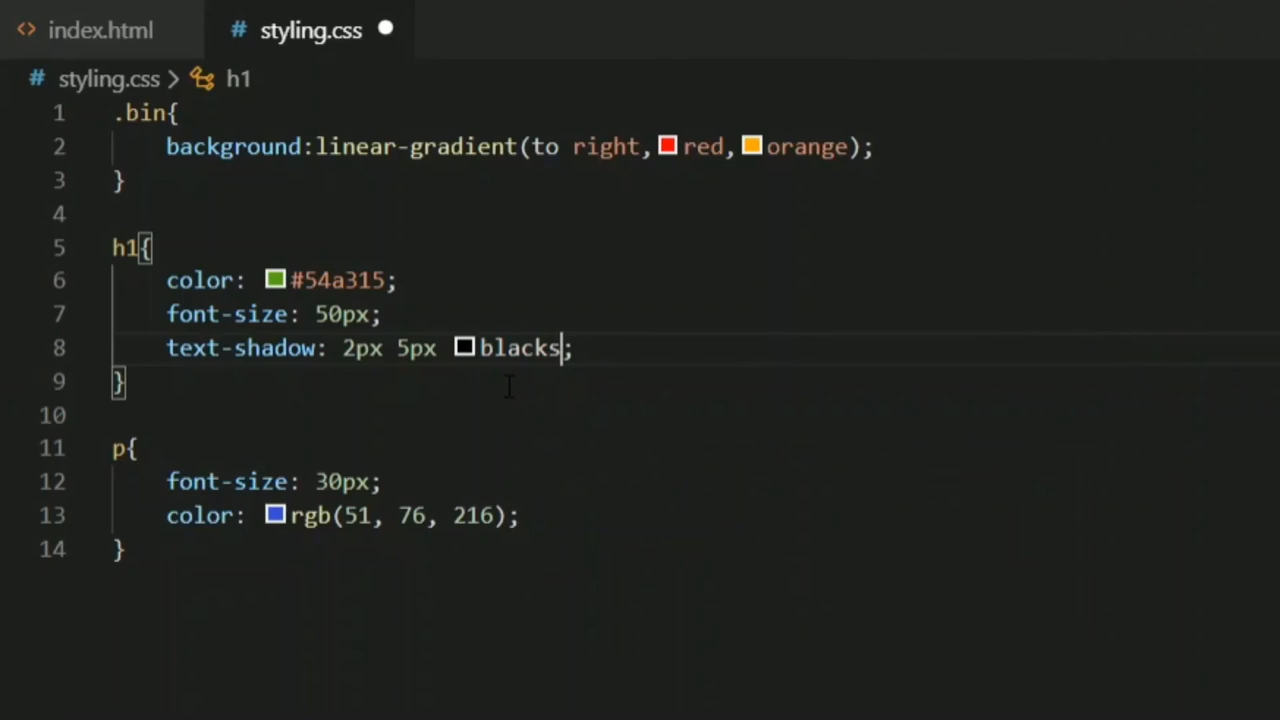 index.html
styling.css
styling.css > h1
1 .bin{
2 background:linear-gradient(to right,red,orange);
3 }
4
5 h1{
6 color: #54a315;
7 font-size: 50px;
8 text-shadow: 2px 5px blacks;
9 }
10
11 p{
12 font-size: 30px;
13 color: rgb(51, 76, 216);
14 }